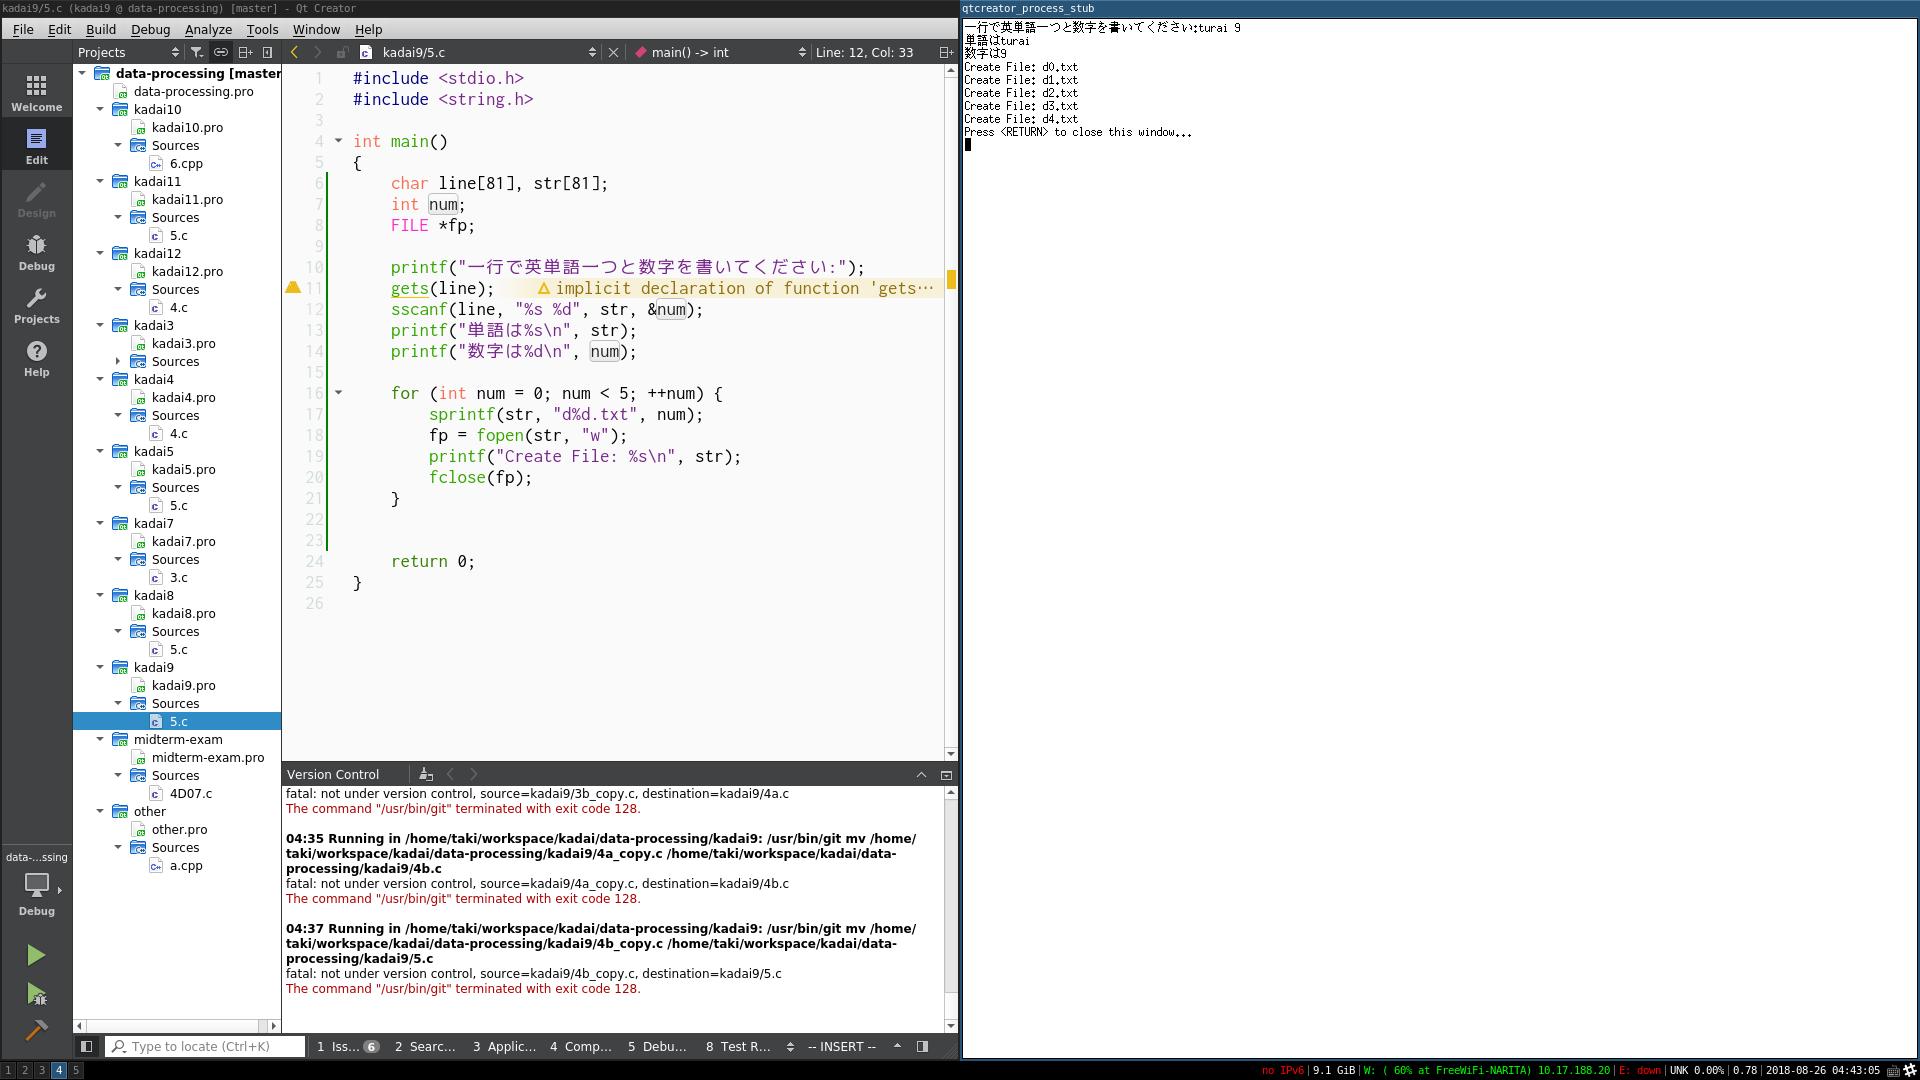 kadai9/5.c (kadai9 @ data-processing) [master] - Qt Creator
File Edit Build Debug Analyze Tools Window Help
Projects
kadai9/5.c
main() -> int
Line: 12, Col: 33
Welcome
Edit
Design
Debug
Projects
Help
data-...ssing
Debug
data-processing [master
data-processing.pro
kadai10
kadai10.pro
Sources
6.cpp
kadai11
kadai11.pro
Sources
5.c
kadai12
kadai12.pro
Sources
4.c
kadai3
kadai3.pro
Sources
kadai4
kadai4.pro
Sources
4.c
kadai5
kadai5.pro
Sources
5.c
kadai7
kadai7.pro
Sources
3.c
kadai8
kadai8.pro
Sources
5.c
kadai9
kadai9.pro
Sources
5.c
midterm-exam
midterm-exam.pro
Sources
4D07.c
other
other.pro
Sources
a.cpp
1 #include <stdio.h>
2 #include <string.h>
3
4 int main()
5 {
6 char line[81], str[81];
7 int num;
8 FILE *fp;
9
10 printf("一行で英単語一つと数字を書いてください:");
11 gets(line); implicit declaration of function 'gets…
12 sscanf(line, "%s %d", str, &num);
13 printf("単語は%s\n", str);
14 printf("数字は%d\n", num);
15
16 for (int num = 0; num < 5; ++num) {
17 sprintf(str, "d%d.txt", num);
18 fp = fopen(str, "w");
19 printf("Create File: %s\n", str);
20 fclose(fp);
21 }
22
23
24 return 0;
25 }
26
Version Control
fatal: not under version control, source=kadai9/3b_copy.c, destination=kadai9/4a.c
The command "/usr/bin/git" terminated with exit code 128.
04:35 Running in /home/taki/workspace/kadai/data-processing/kadai9: /usr/bin/git mv /home/
taki/workspace/kadai/data-processing/kadai9/4a_copy.c /home/taki/workspace/kadai/data-
processing/kadai9/4b.c
fatal: not under version control, source=kadai9/4a_copy.c, destination=kadai9/4b.c
The command "/usr/bin/git" terminated with exit code 128.
04:37 Running in /home/taki/workspace/kadai/data-processing/kadai9: /usr/bin/git mv /home/
taki/workspace/kadai/data-processing/kadai9/4b_copy.c /home/taki/workspace/kadai/data-
processing/kadai9/5.c
fatal: not under version control, source=kadai9/4b_copy.c, destination=kadai9/5.c
The command "/usr/bin/git" terminated with exit code 128.
Type to locate (Ctrl+K)
1 Iss... 6 2 Searc... 3 Applic... 4 Comp... 5 Debu... 8 Test R... -- INSERT --
qtcreator_process_stub
一行で英単語一つと数字を書いてください:turai 9
単語はturai
数字は9
Create File: d0.txt
Create File: d1.txt
Create File: d2.txt
Create File: d3.txt
Create File: d4.txt
Press <RETURN> to close this window...
1 2 3 4 5
no IPv6 | 9.1 GiB | W: ( 60% at FreeWiFi-NARITA) 10.17.188.20 | E: down | UNK 0.00% | 0.78 | 2018-08-26 04:43:05